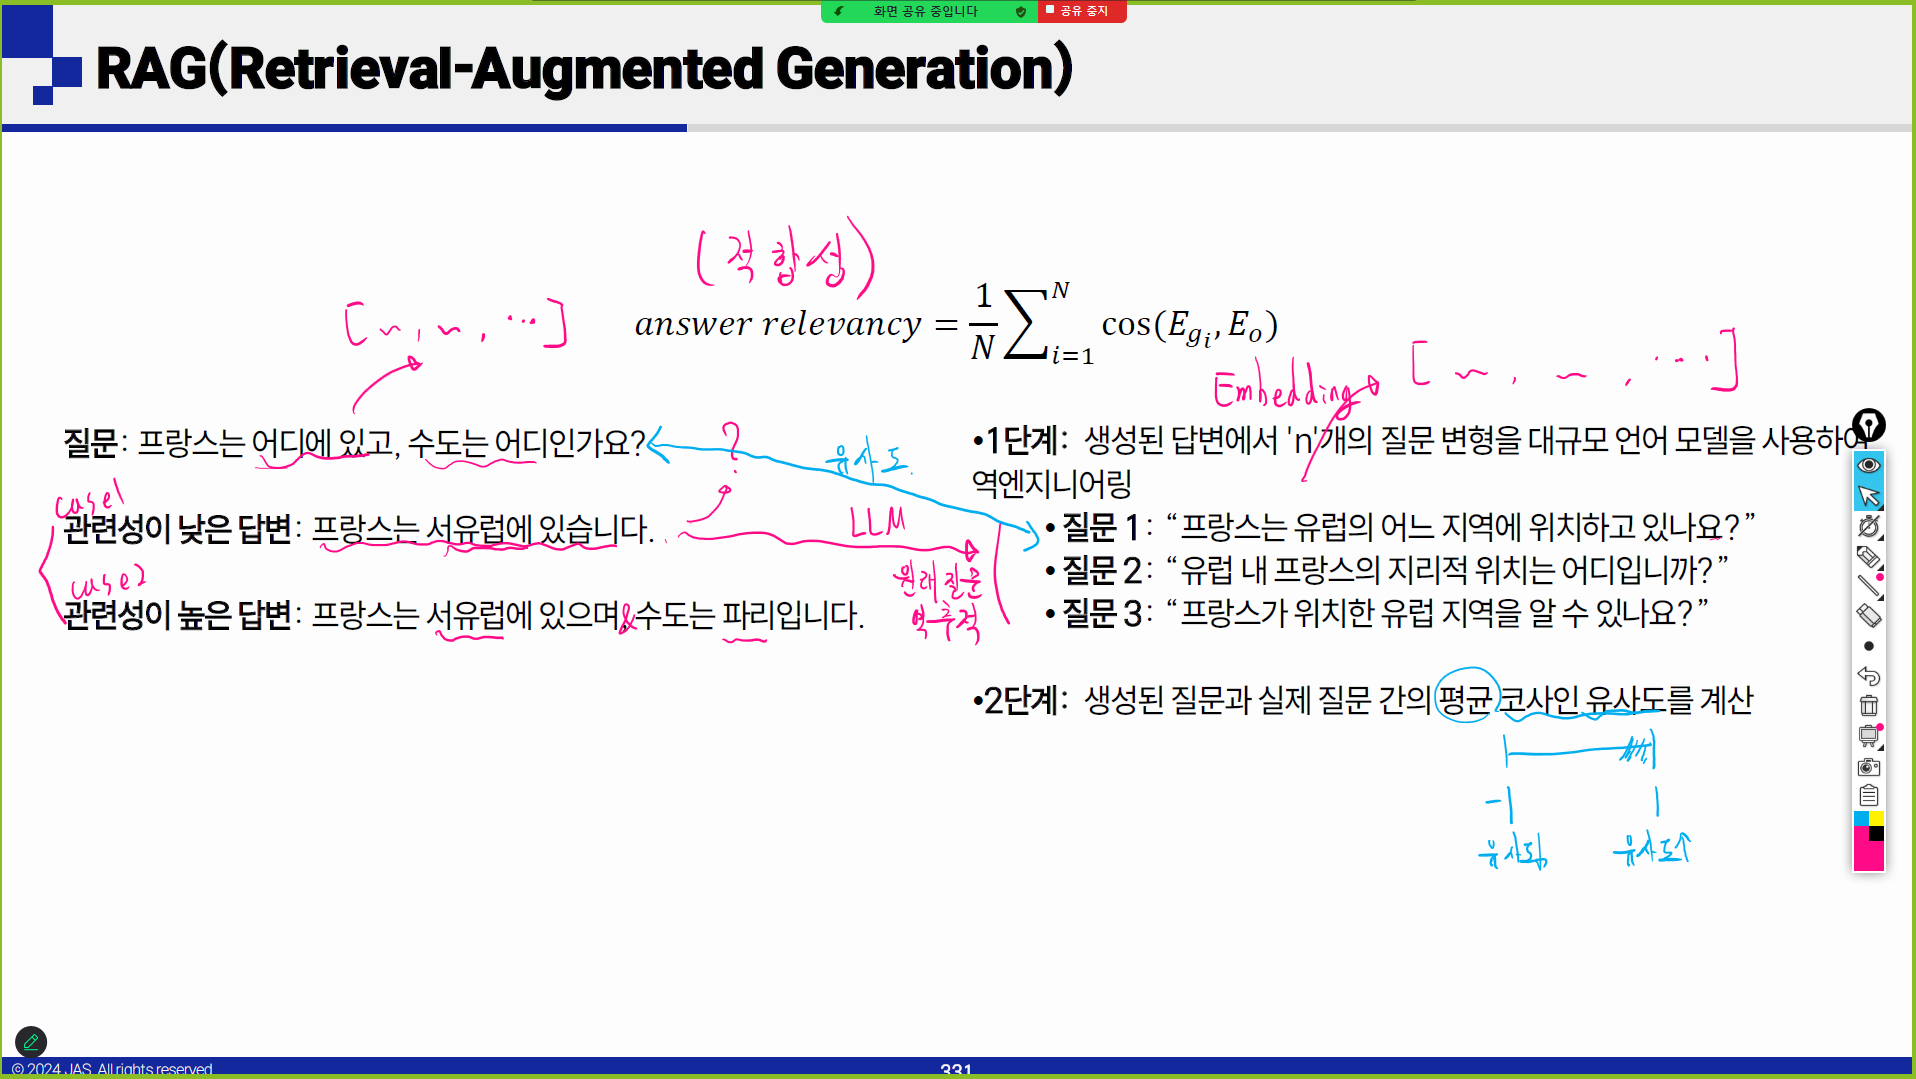 화면 공유 중입니다 공유 중지
RAG(Retrieval-Augmented Generation)
(적합성)
answer relevancy = 1/N ∑_{i=1}^{N} cos(E_{g_i}, E_o)
Embedding
질문: 프랑스는 어디에 있고, 수도는 어디인가요?
?
유사도
case1
관련성이 낮은 답변: 프랑스는 서유럽에 있습니다.
LLM
case2
원래 질문
역추적
관련성이 높은 답변: 프랑스는 서유럽에 있으며,&수도는 파리입니다.
•1단계: 생성된 답변에서 'n'개의 질문 변형을 대규모 언어 모델을 사용하여
역엔지니어링
• 질문 1: “프랑스는 유럽의 어느 지역에 위치하고 있나요?”
• 질문 2: “유럽 내 프랑스의 지리적 위치는 어디입니까?”
• 질문 3: “프랑스가 위치한 유럽 지역을 알 수 있나요?”
•2단계: 생성된 질문과 실제 질문 간의 평균 코사인 유사도를 계산
-1 1
유사도↓ 유사도↑
© 2024 JAS. All rights reserved.
331